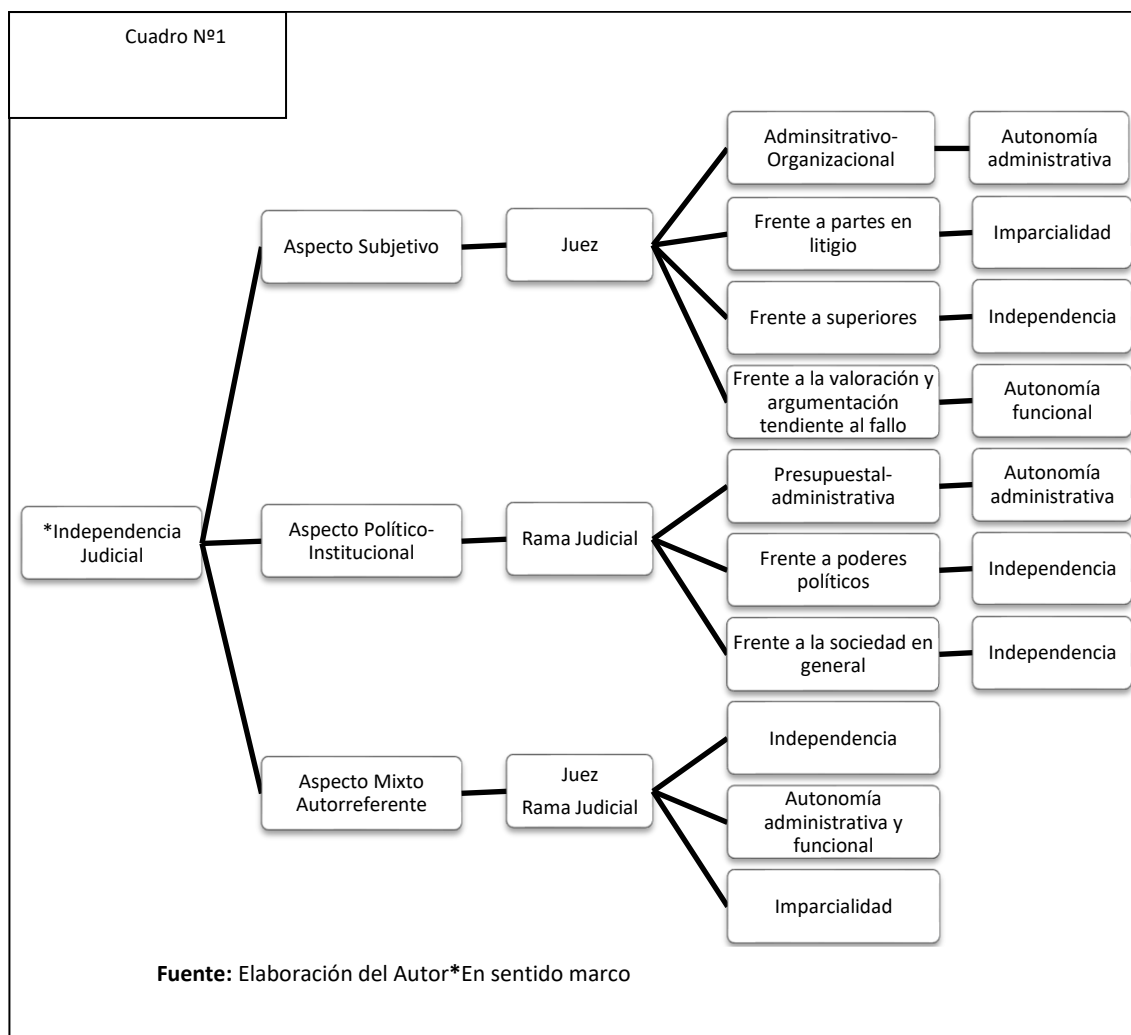 Cuadro Nº1
Adminsitrativo-
Organizacional
Autonomía
administrativa
Frente a partes en
litigio
Imparcialidad
Aspecto Subjetivo
Juez
Frente a superiores
Independencia
Frente a la valoración y
argumentación
tendiente al fallo
Autonomía
funcional
Presupuestal-
administrativa
Autonomía
administrativa
*Independencia
Judicial
Aspecto Político-
Institucional
Rama Judicial
Frente a poderes
políticos
Independencia
Frente a la sociedad en
general
Independencia
Independencia
Aspecto Mixto
Autorreferente
Juez
Rama Judicial
Autonomía
administrativa y
funcional
Imparcialidad
Fuente: Elaboración del Autor*En sentido marco